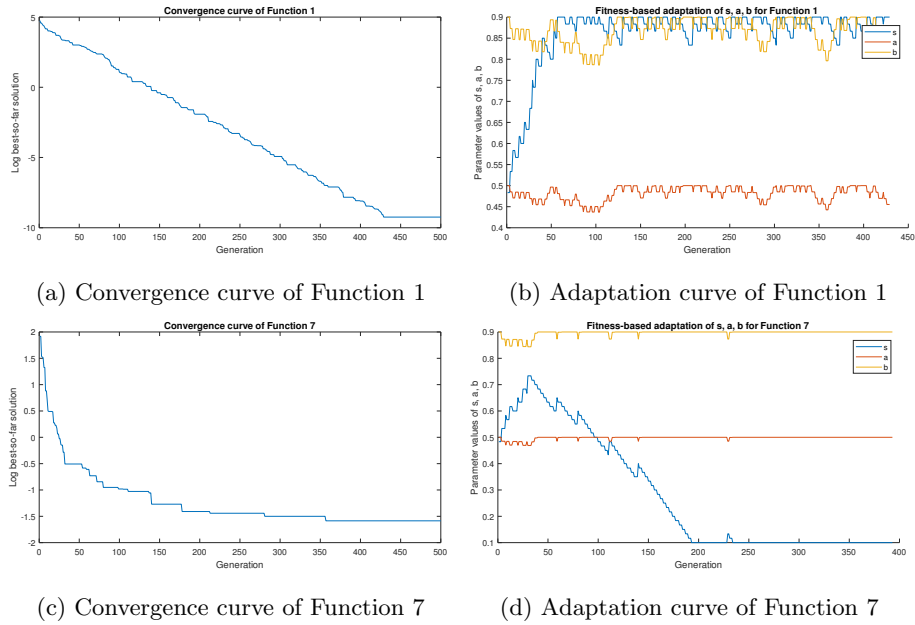 Convergence curve of Function 1
5
0
-5
-10
Log best-so-far solution
0 50 100 150 200 250 300 350 400 450 500
Generation
(a) Convergence curve of Function 1
Fitness-based adaptation of s, a, b for Function 1
0.9
0.85
0.8
0.75
0.7
0.65
0.6
0.55
0.5
0.45
0.4
Parameter values of s, a, b
s
a
b
0 50 100 150 200 250 300 350 400 450
Generation
(b) Adaptation curve of Function 1
Convergence curve of Function 7
2
1.5
1
0.5
0
-0.5
-1
-1.5
-2
Log best-so-far solution
0 50 100 150 200 250 300 350 400 450 500
Generation
(c) Convergence curve of Function 7
Fitness-based adaptation of s, a, b for Function 7
0.9
0.8
0.7
0.6
0.5
0.4
0.3
0.2
0.1
Parameter values of s, a, b
s
a
b
0 50 100 150 200 250 300 350 400
Generation
(d) Adaptation curve of Function 7